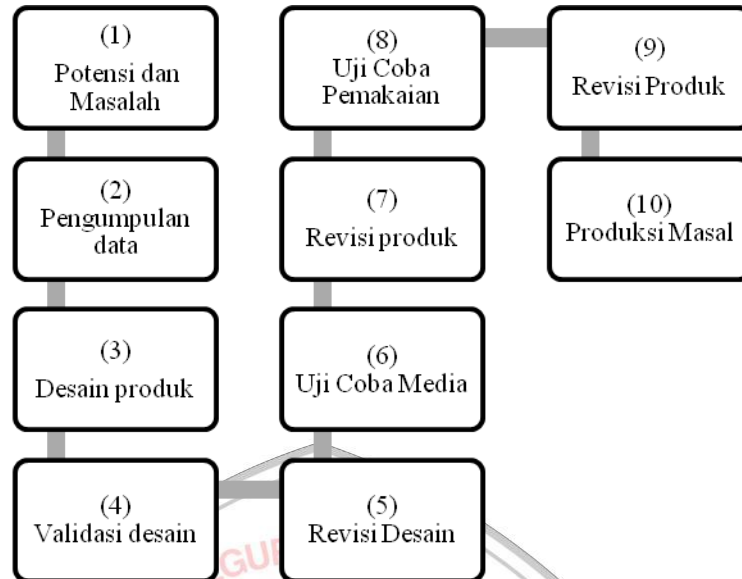 (1)
Potensi dan
Masalah
(2)
Pengumpulan
data
(3)
Desain produk
(4)
Validasi desain
(5)
Revisi Desain
(6)
Uji Coba Media
(7)
Revisi produk
(8)
Uji Coba
Pemakaian
(9)
Revisi Produk
(10)
Produksi Masal